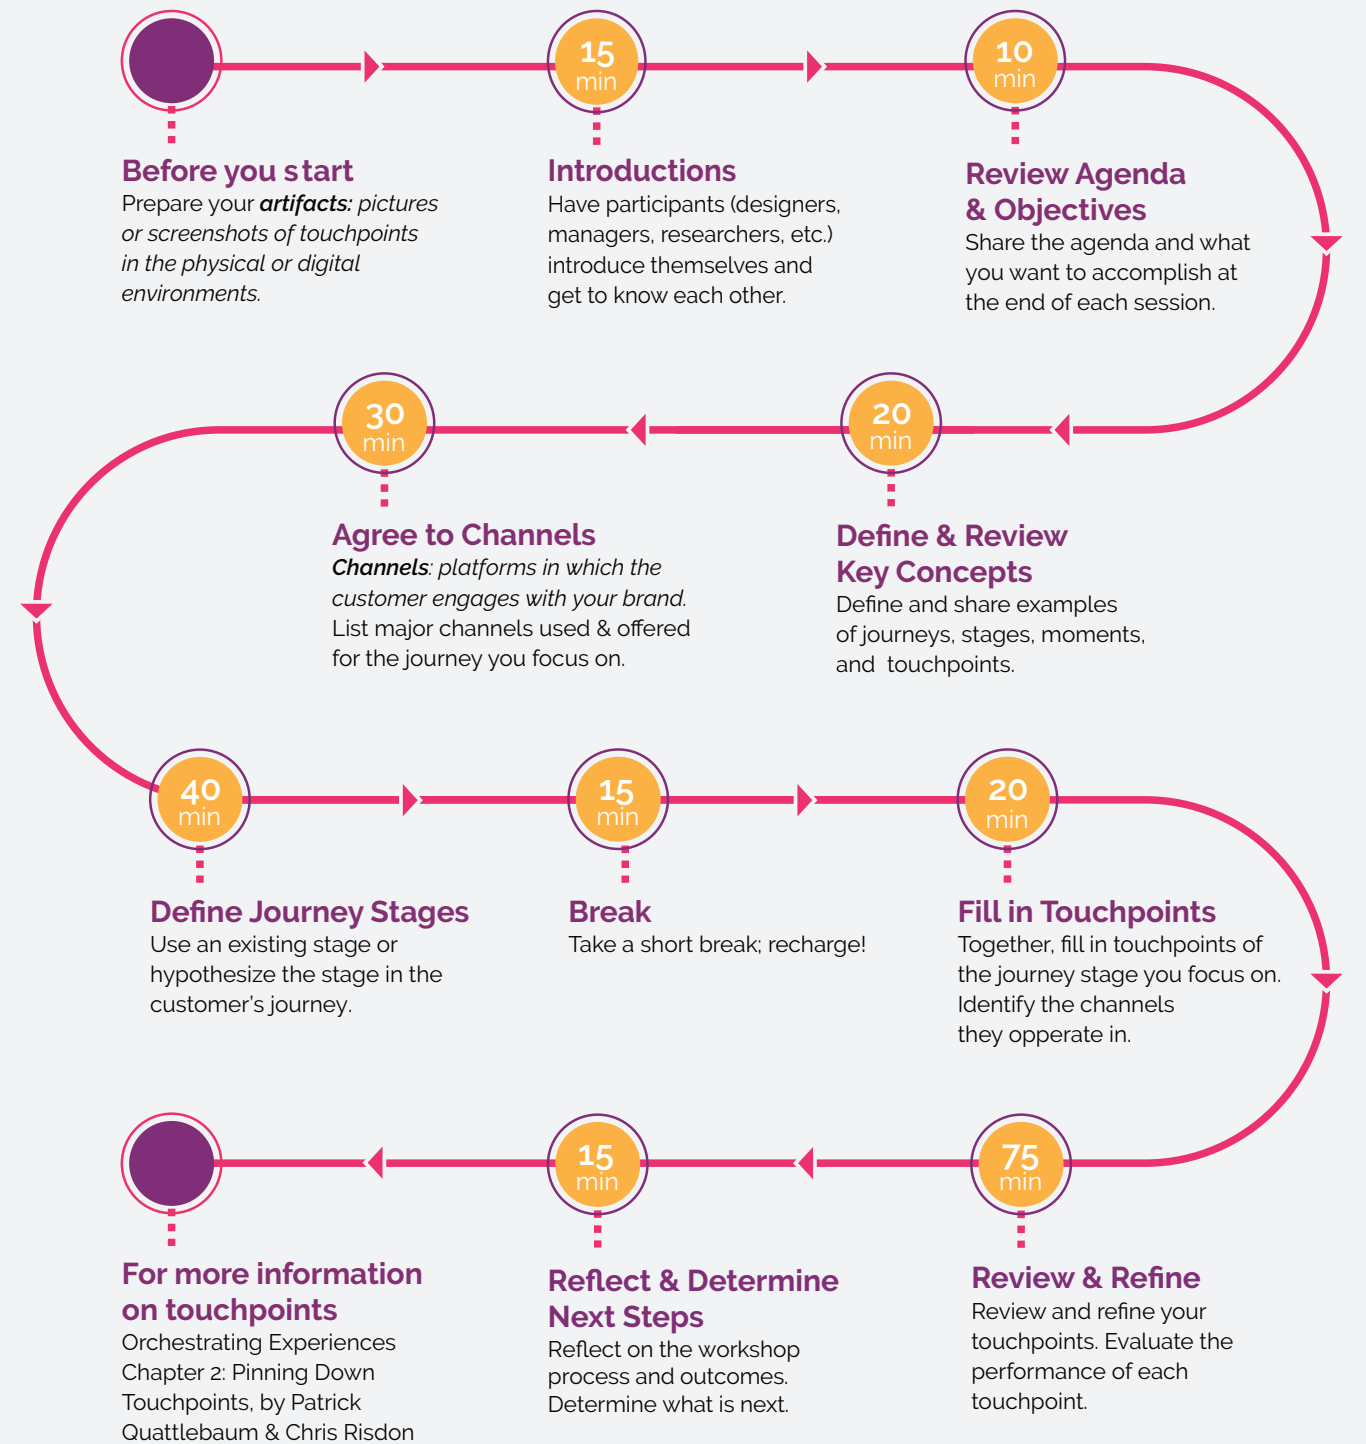 15
min
10
min
Before you start
Prepare your artifacts: pictures
or screenshots of touchpoints
in the physical or digital
environments.
Introductions
Have participants (designers,
managers, researchers, etc.)
introduce themselves and
get to know each other.
Review Agenda
& Objectives
Share the agenda and what
you want to accomplish at
the end of each session.
30
min
20
min
Agree to Channels
Channels: platforms in which the
customer engages with your brand.
List major channels used & offered
for the journey you focus on.
Define & Review
Key Concepts
Define and share examples
of journeys, stages, moments,
and touchpoints.
40
min
15
min
20
min
Define Journey Stages
Use an existing stage or
hypothesize the stage in the
customer's journey.
Break
Take a short break; recharge!
Fill in Touchpoints
Together, fill in touchpoints of
the journey stage you focus on.
Identify the channels
they opperate in.
15
min
75
min
For more information
on touchpoints
Orchestrating Experiences
Chapter 2: Pinning Down
Touchpoints, by Patrick
Quattlebaum & Chris Risdon
Reflect & Determine
Next Steps
Reflect on the workshop
process and outcomes.
Determine what is next.
Review & Refine
Review and refine your
touchpoints. Evaluate the
performance of each
touchpoint.